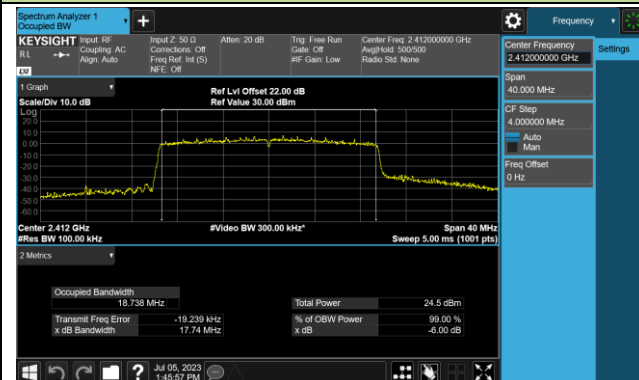 Spectrum Analyzer 1
Occupied BW
Frequency
KEYSIGHT
Input: RF
Coupling: AC
Align: Auto
Input Z: 50 Ω
Corrections: Off
Freq Ref: Int (S)
NFE: Off
Atten: 20 dB
Trig: Free Run
Gate: Off
#IF Gain: Low
Center Freq: 2.412000000 GHz
Avg|Hold: 500/500
Radio Std: None
RL
LXI
Center Frequency
2.412000000 GHz
Settings
Span
40.000 MHz
CF Step
4.000000 MHz
Auto
Man
Freq Offset
0 Hz
1 Graph
Scale/Div 10.0 dB
Ref Lvl Offset 22.00 dB
Ref Value 30.00 dBm
Log
20.0
10.0
0.00
-10.0
-20.0
-30.0
-40.0
-50.0
-60.0
Center 2.412 GHz
#Video BW 300.00 kHz*
Span 40 MHz
#Res BW 100.00 kHz
Sweep 5.00 ms (1001 pts)
2 Metrics
Occupied Bandwidth
18.738 MHz
Total Power 24.5 dBm
Transmit Freq Error -19.239 kHz
% of OBW Power 99.00 %
x dB Bandwidth 17.74 MHz
x dB -6.00 dB
Jul 05, 2023
1:45:57 PM